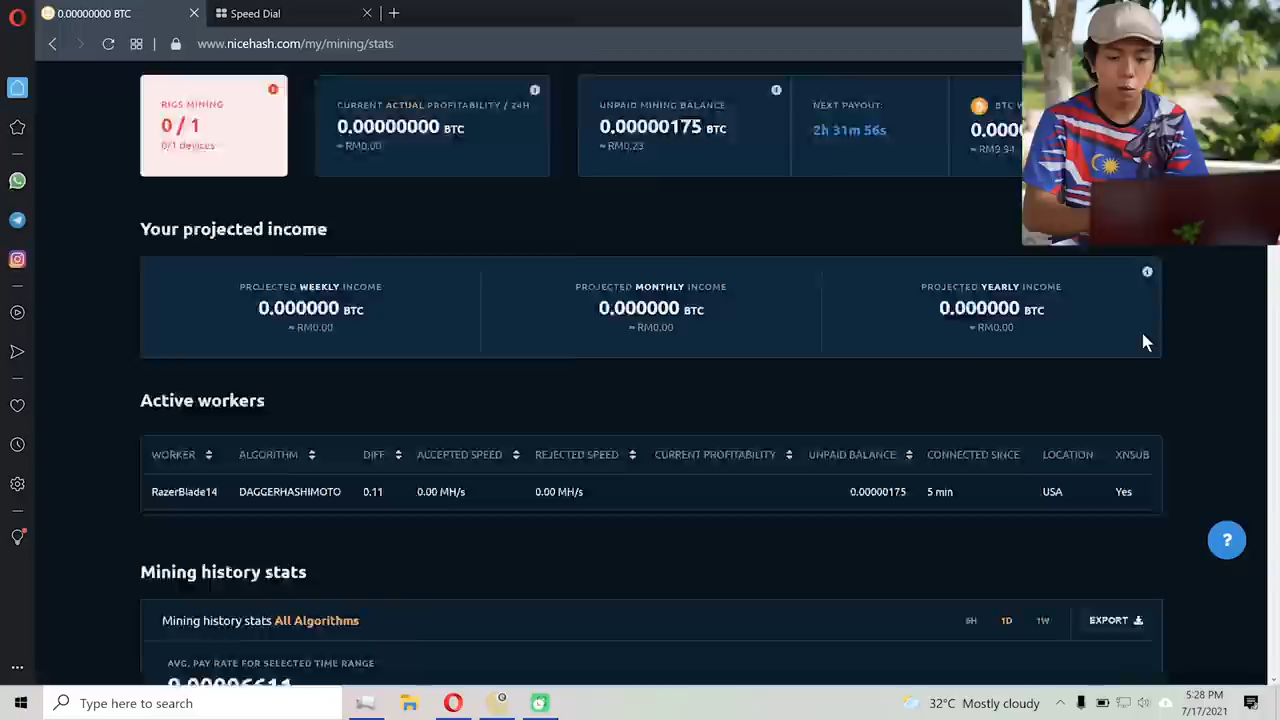 0.00000000 BTC
Speed Dial
www.nicehash.com/my/mining/stats
RIGS MINING
0 / 1
0/1 devices
CURRENT ACTUAL PROFITABILITY / 24H
0.00000000 BTC
≈ RM0.00
UNPAID MINING BALANCE
0.00000175 BTC
≈ RM0.23
NEXT PAYOUT:
2h 31m 56s
BTC W
0.000
Your projected income
PROJECTED WEEKLY INCOME
0.000000 BTC
≈ RM0.00
PROJECTED MONTHLY INCOME
0.000000 BTC
≈ RM0.00
PROJECTED YEARLY INCOME
0.000000 BTC
≈ RM0.00
Active workers
WORKER ALGORITHM DIFF ACCEPTED SPEED REJECTED SPEED CURRENT PROFITABILITY UNPAID BALANCE CONNECTED SINCE LOCATION XNSUB
RazerBlade14 DAGGERHASHIMOTO 0.11 0.00 MH/s 0.00 MH/s 0.00000175 5 min USA Yes
?
Mining history stats
Mining history stats All Algorithms
6H 1D 1W EXPORT
AVG. PAY RATE FOR SELECTED TIME RANGE
Type here to search
32°C Mostly cloudy
5:28 PM
7/17/2021